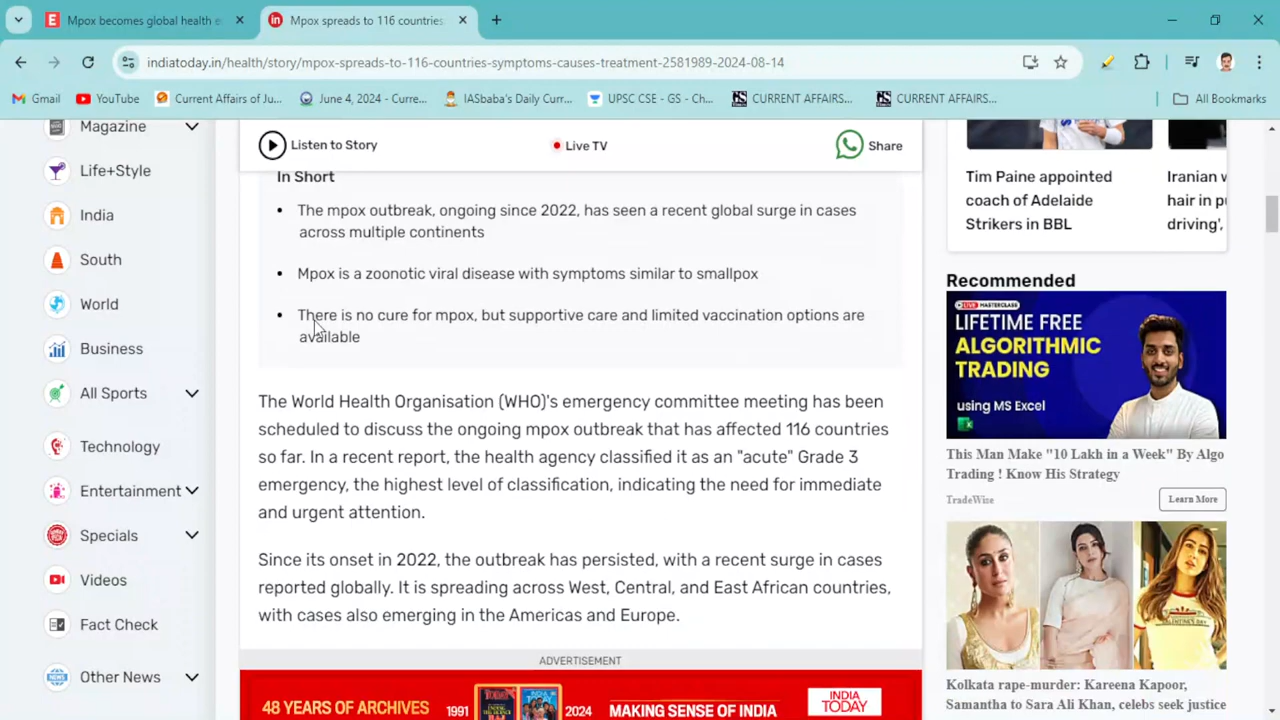 Mpox becomes global health e
Mpox spreads to 116 countries
indiatoday.in/health/story/mpox-spreads-to-116-countries-symptoms-causes-treatment-2581989-2024-08-14
Gmail
YouTube
Current Affairs of Ju...
June 4, 2024 - Curre...
IASbaba's Daily Curr...
UPSC CSE - GS - Ch...
CURRENT AFFAIRS...
CURRENT AFFAIRS...
All Bookmarks
Magazine
Life+Style
India
South
World
Business
All Sports
Technology
Entertainment
Specials
Videos
Fact Check
Other News
Listen to Story
Live TV
Share
In Short
• The mpox outbreak, ongoing since 2022, has seen a recent global surge in cases
across multiple continents
• Mpox is a zoonotic viral disease with symptoms similar to smallpox
• There is no cure for mpox, but supportive care and limited vaccination options are
available
The World Health Organisation (WHO)'s emergency committee meeting has been
scheduled to discuss the ongoing mpox outbreak that has affected 116 countries
so far. In a recent report, the health agency classified it as an "acute" Grade 3
emergency, the highest level of classification, indicating the need for immediate
and urgent attention.
Since its onset in 2022, the outbreak has persisted, with a recent surge in cases
reported globally. It is spreading across West, Central, and East African countries,
with cases also emerging in the Americas and Europe.
ADVERTISEMENT
48 YEARS OF ARCHIVES
1991
2024
MAKING SENSE OF INDIA
INDIA
TODAY
Tim Paine appointed
coach of Adelaide
Strikers in BBL
Iranian w
hair in pu
driving',
Recommended
LIVE MASTERCLASS
LIFETIME FREE
ALGORITHMIC
TRADING
using MS Excel
This Man Make "10 Lakh in a Week" By Algo
Trading ! Know His Strategy
TradeWise
Learn More
Kolkata rape-murder: Kareena Kapoor,
Samantha to Sara Ali Khan, celebs seek justice